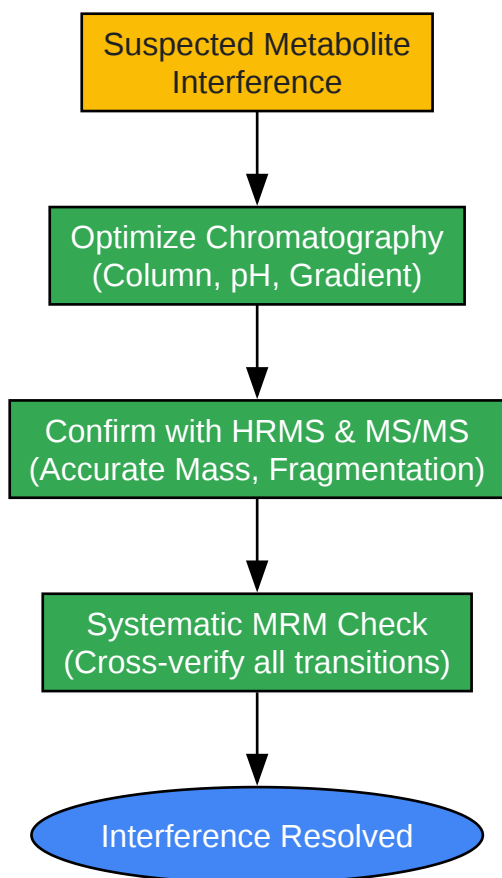 Suspected Metabolite
Interference
Optimize Chromatography
(Column, pH, Gradient)
Confirm with HRMS & MS/MS
(Accurate Mass, Fragmentation)
Systematic MRM Check
(Cross-verify all transitions)
Interference Resolved